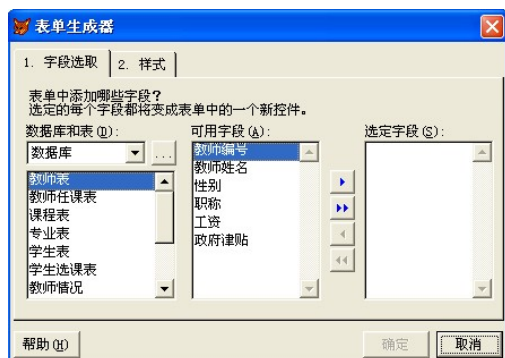 表单生成器
1. 字段选取
2. 样式
表单中添加哪些字段？
选定的每个字段都将变成表单中的一个新控件。
数据库和表(D):
可用字段(A):
选定字段(S):
数据库
...
教师表
教师任课表
课程表
专业表
学生表
学生选课表
教师情况
教师编号
教师姓名
性别
职称
工资
政府津贴
帮助(H)
确定
取消